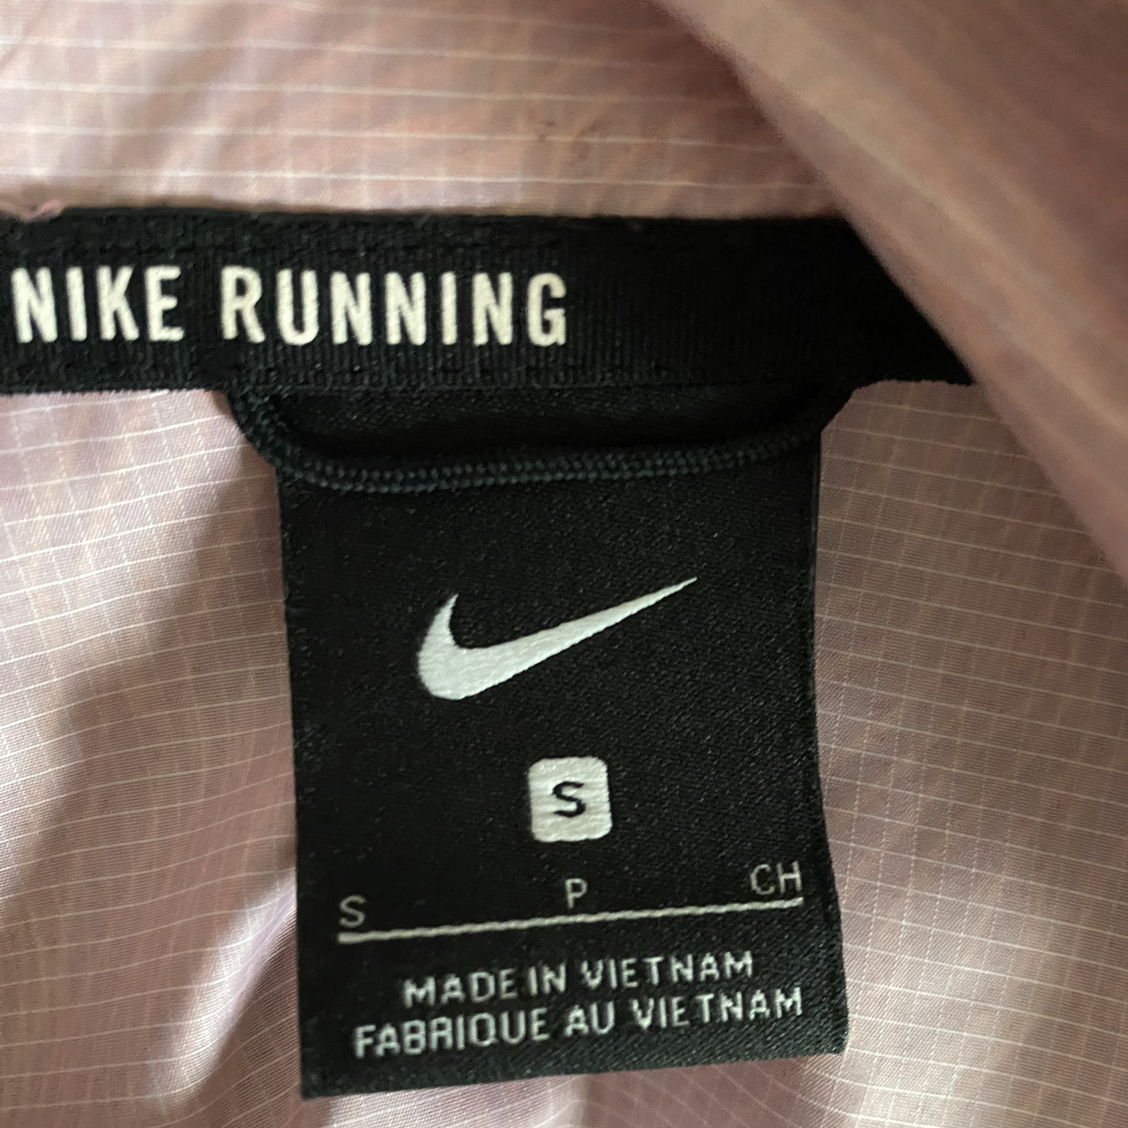 NIKE RUNNING
S
S P CH
MADE IN VIETNAM
FABRIQUE AU VIETNAM